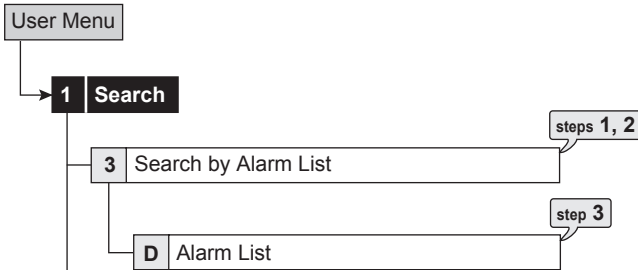 User Menu
1 Search
steps 1, 2
3 Search by Alarm List
step 3
D Alarm List